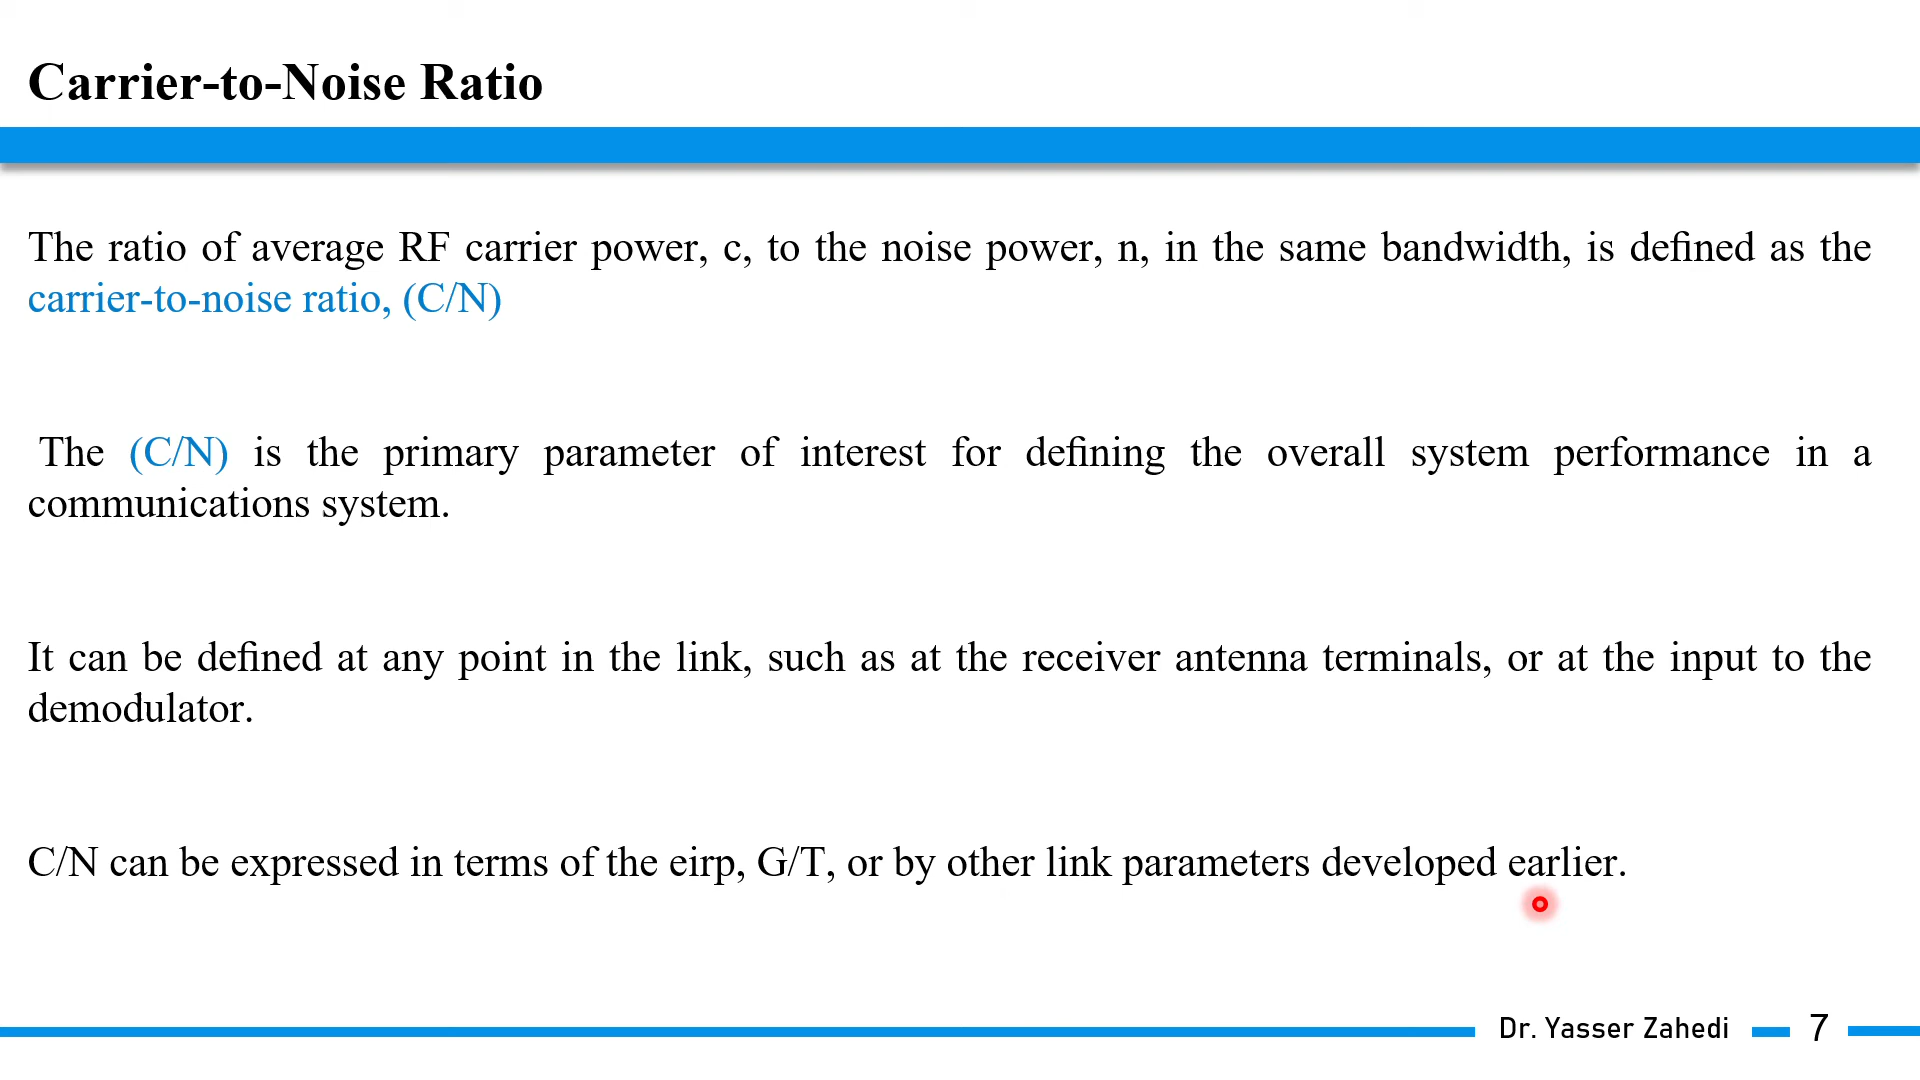 Carrier-to-Noise Ratio
The ratio of average RF carrier power, c, to the noise power, n, in the same bandwidth, is defined as the
carrier-to-noise ratio, (C/N)
The (C/N) is the primary parameter of interest for defining the overall system performance in a
communications system.
It can be defined at any point in the link, such as at the receiver antenna terminals, or at the input to the
demodulator.
C/N can be expressed in terms of the eirp, G/T, or by other link parameters developed earlier.
Dr. Yasser Zahedi 7